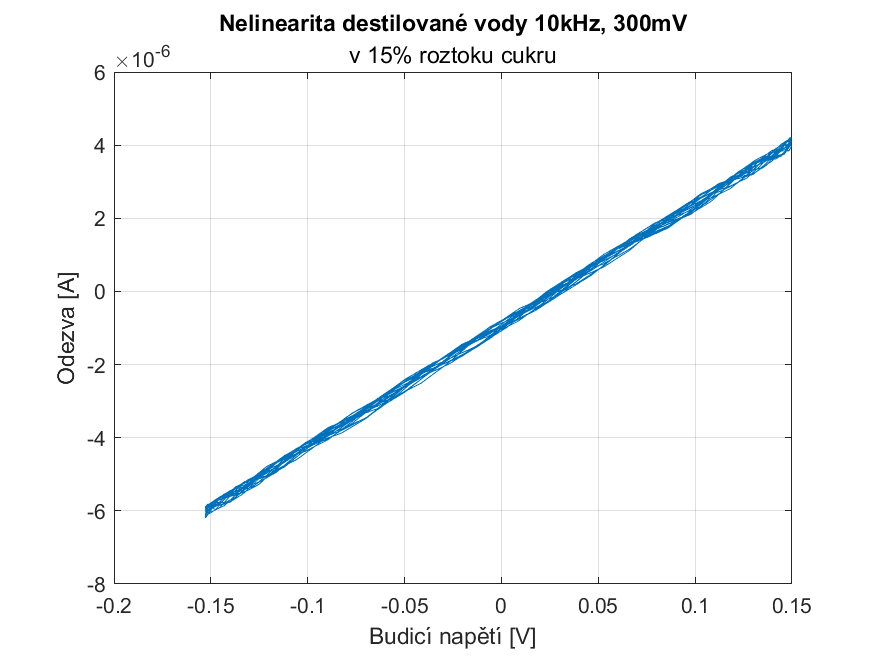 Nelinearita destilované vody 10kHz, 300mV
v 15% roztoku cukru
×10-6
6
4
2
0
-2
-4
-6
-8
Odezva [A]
-0.2 -0.15 -0.1 -0.05 0 0.05 0.1 0.15
Budicí napětí [V]